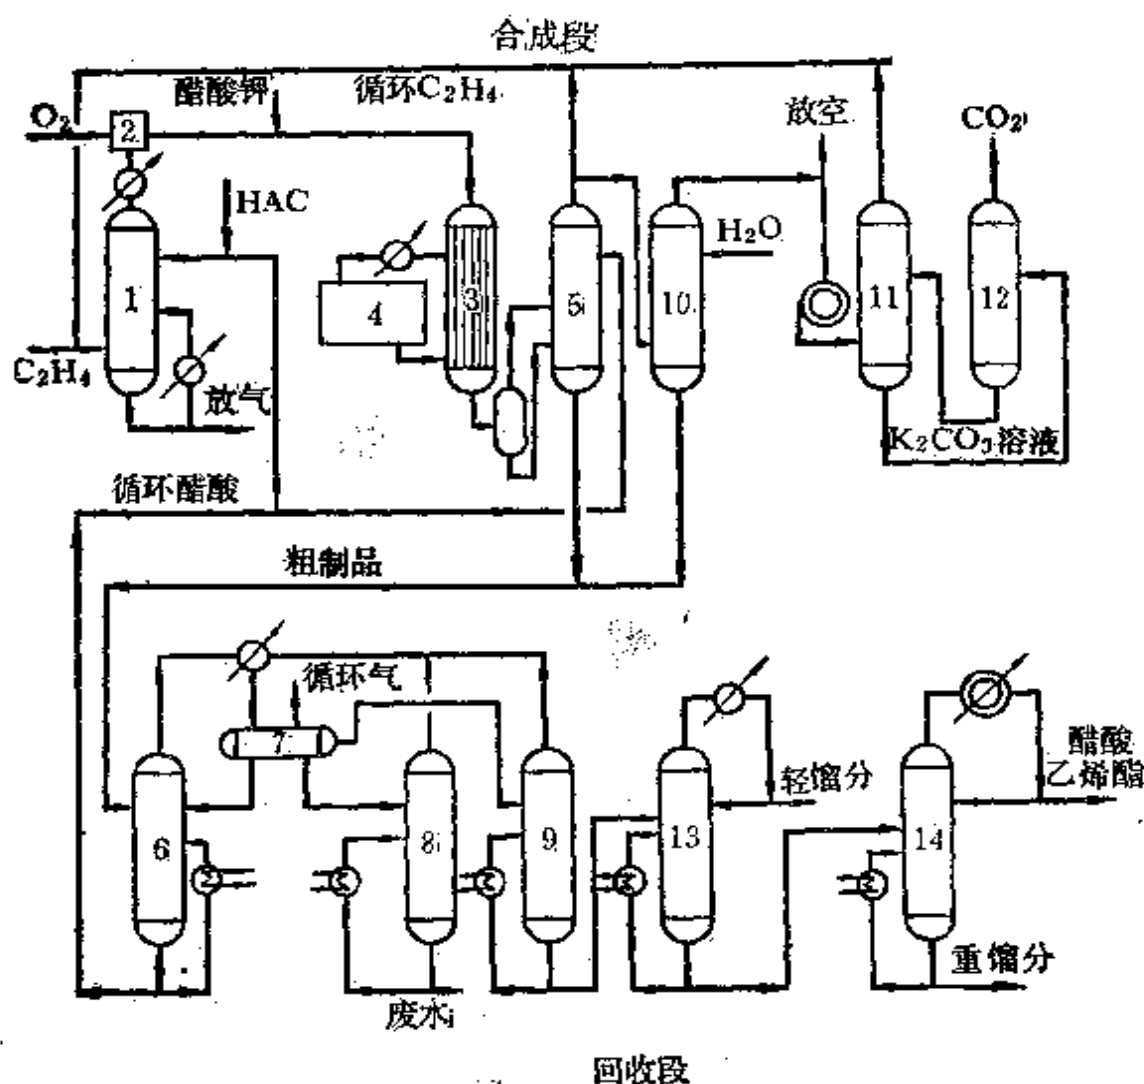 合成段
醋酸钾
循环C₂H₄
O₂
2
放空
CO₂
HAC
H₂O
1
3
4
5
10
11
12
C₂H₄
放气
K₂CO₃溶液
循环醋酸
粗制品
循环气
7
醋酸
乙烯酯
轻馏分
6
8
9
13
14
重馏分
废水
回收段